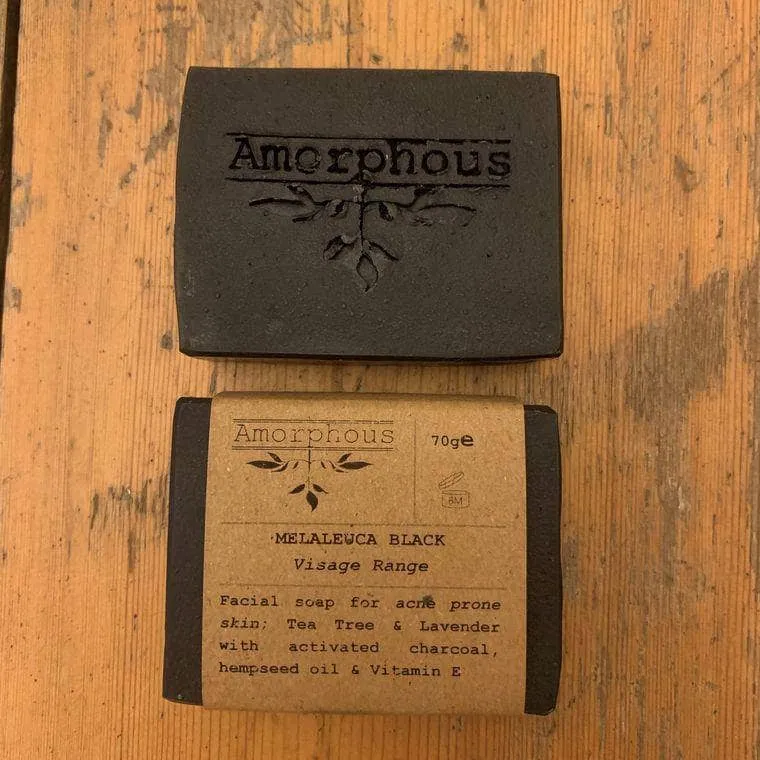 Amorphous
Amorphous
70g℮
8M
MELALEUCA BLACK
Visage Range
Facial soap for acne prone
skin; Tea Tree & Lavender
with activated charcoal,
hempseed oil & Vitamin E